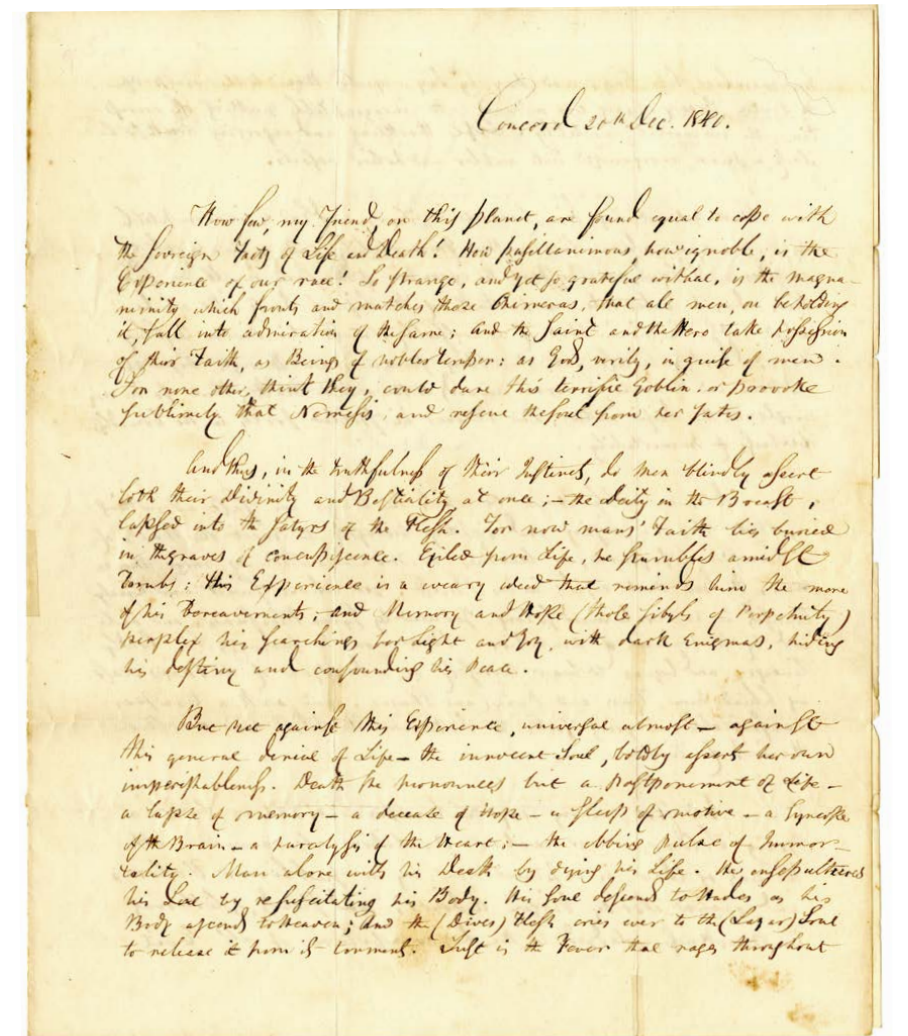 Concord 20th Dec. 1840.
How few, my Friend, on this planet, are found equal to cope with
the sovereign facts of Life and Death! How pusillanimous, how ignoble, is the
Experience of our race! So strange, and yet so grateful withal, is the magna-
nimity which fronts and matches these Chimeras, that all men, on beholding
it, fall into admiration of the same; and the Saint and the Hero take possession
of their Faith, as Beings of nobler temper: as Gods, verily, in guise of men.
For none other, think they, could dare this terrific Goblin, or provoke
sublimely that Nemesis, and rescue the soul from her fates.
And thus, in the truthfulness of their Instincts, do men blindly assert
both their Divinity and Bestiality at once;—the deity in the Breast,
lapsed into the Satyrs of the Flesh. For now mans' Faith lies buried
in the graves of concupiscence. Exiled from Life, he stumbles amidst
Tombs: this Experience is a weary weed that reminds him the more
of his Bereavements; and Memory and Hope (those Sibyls of Perpetuity)
perplex his searchings for Light and Joy, with dark Enigmas, hiding
his destiny and confounding his Peace.
But yet against this Experience, universal almost — against
this general denial of Life — the innocent Soul, boldly assert her own
imperishableness. Death she pronounces but a Postponement of Life —
a lapse of memory — a decease of Hope — a sleep of motive — a Syncope
of the Brain — a paralysis of the Heart; — the ebbing pulse of Immor-
tality. Man alone with his Death by dying his Life. He ensepultures
his Soul by resuscitating his Body. His Soul descends to Hades as his
Body ascends to Heaven; and the (Dives) Flesh cries ever to the (Lazar) Soul
to release it from its torments. Lust is the Fever that rages throughout